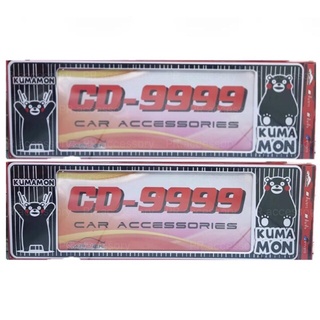 KUMAMON
CD-9999
CAR ACCESSORIES
KUMA
MON
KUMAMON
CD-9999
CAR ACCESSORIES
KUMA
MON